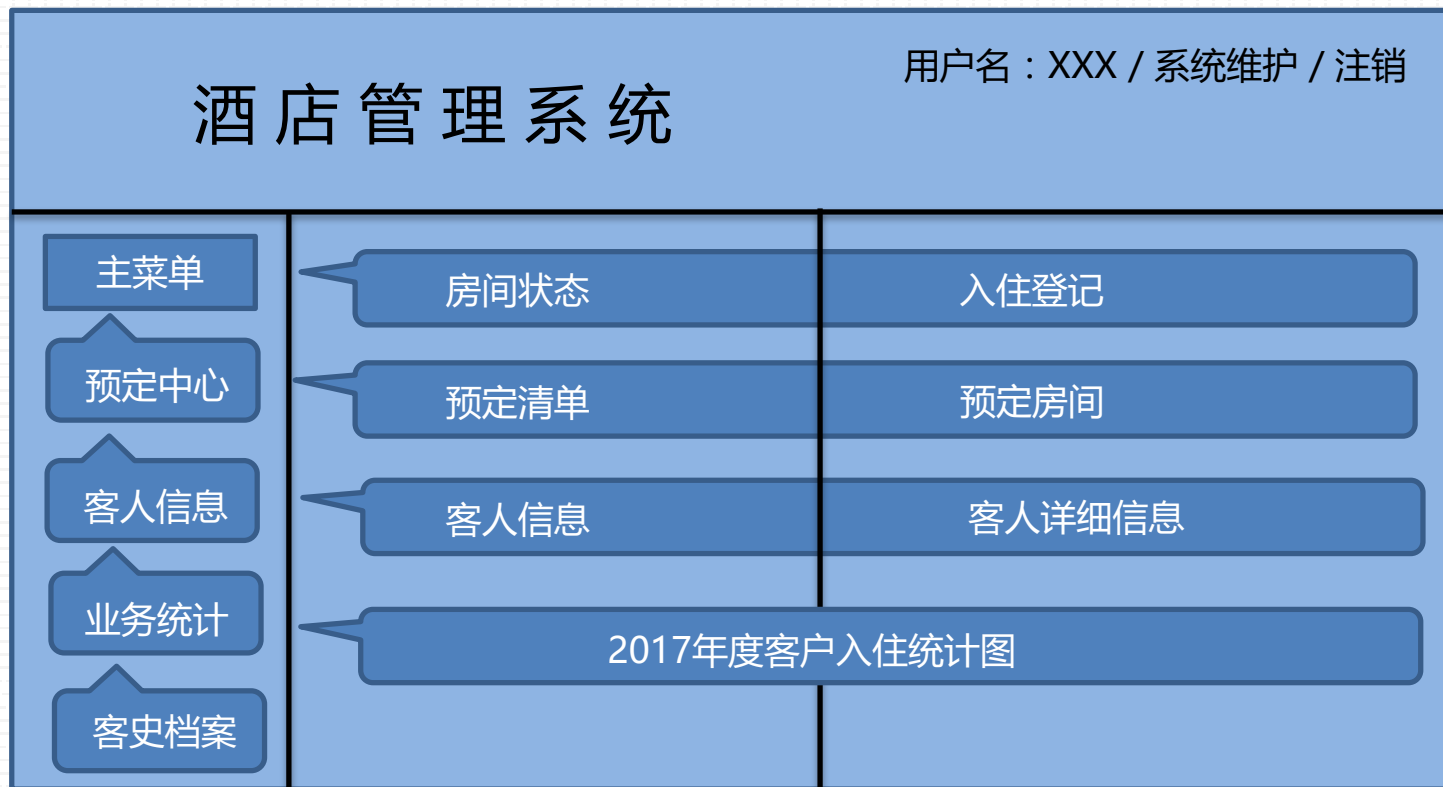 用户名：XXX / 系统维护 / 注销
酒店管理系统
主菜单
房间状态
入住登记
预定中心
预定清单
预定房间
客人信息
客人信息
客人详细信息
业务统计
2017年度客户入住统计图
客史档案